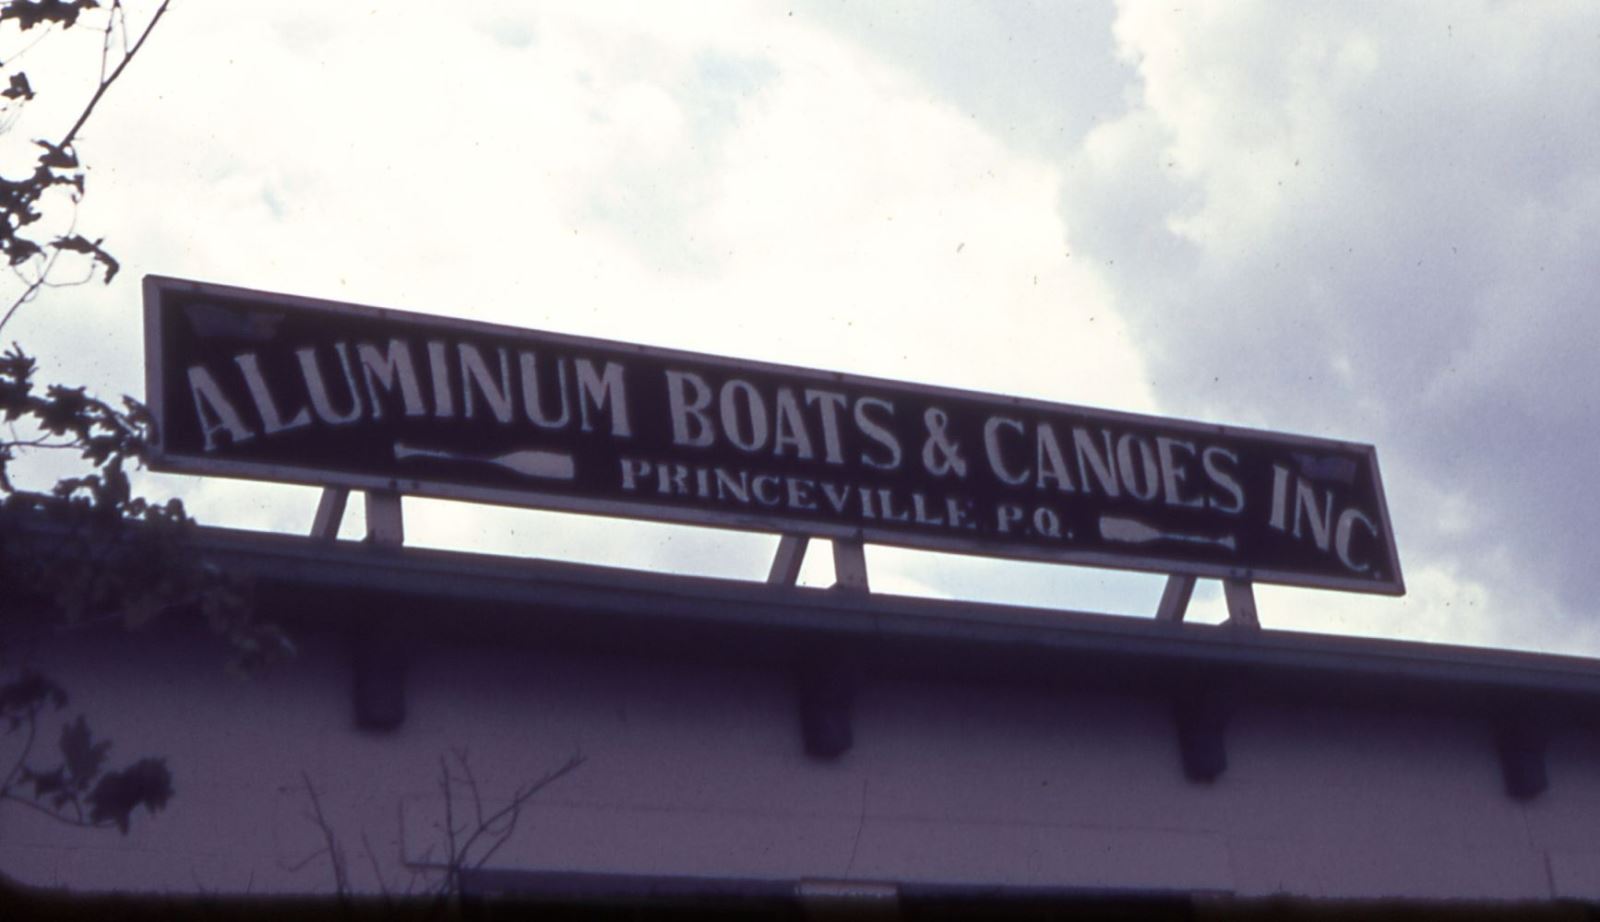 ALUMINUM BOATS & CANOES INC.
PRINCEVILLE P.Q.